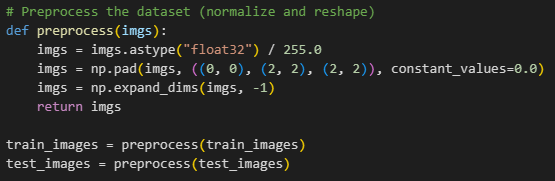 # Preprocess the dataset (normalize and reshape)
def preprocess(imgs):
    imgs = imgs.astype("float32") / 255.0
    imgs = np.pad(imgs, ((0, 0), (2, 2), (2, 2)), constant_values=0.0)
    imgs = np.expand_dims(imgs, -1)
    return imgs

train_images = preprocess(train_images)
test_images = preprocess(test_images)